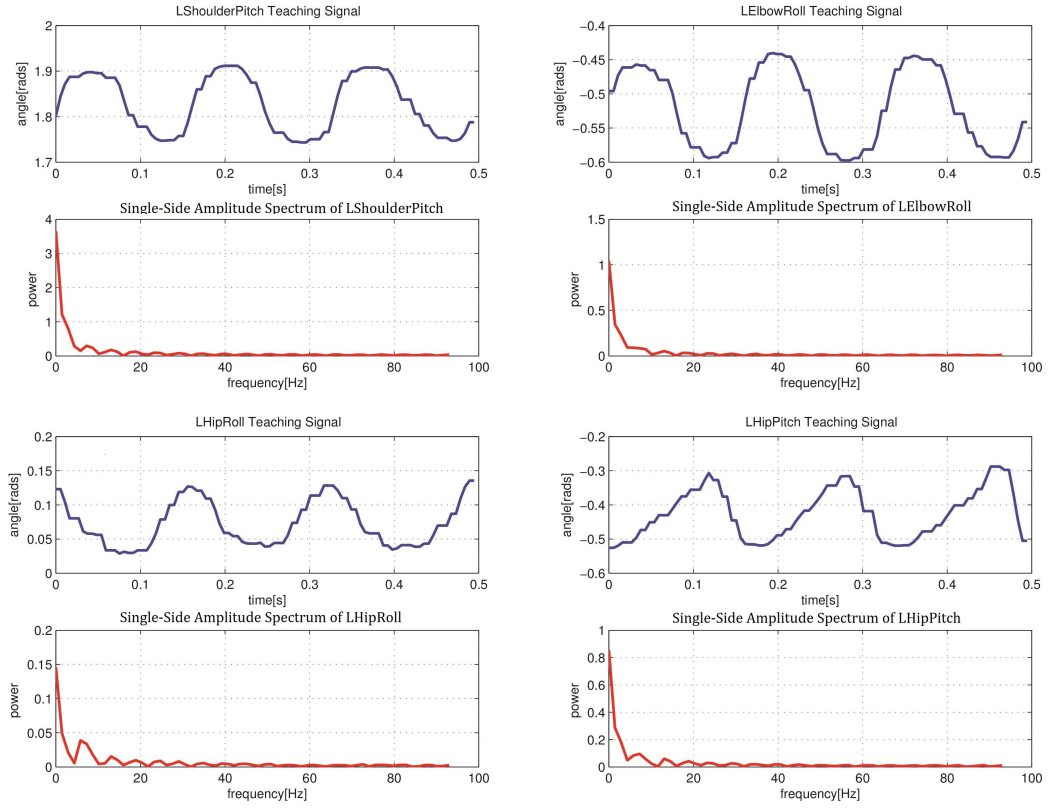 LShoulderPitch Teaching Signal
2
1.9
1.8
1.7
angle[rads]
0 0.1 0.2 0.3 0.4 0.5
time[s]
Single-Side Amplitude Spectrum of LShoulderPitch
4
3
2
1
0
power
0 20 40 60 80 100
frequency[Hz]
LElbowRoll Teaching Signal
−0.4
−0.45
−0.5
−0.55
−0.6
angle[rads]
0 0.1 0.2 0.3 0.4 0.5
time[s]
Single-Side Amplitude Spectrum of LElbowRoll
1.5
1
0.5
0
power
0 20 40 60 80 100
frequency[Hz]
LHipRoll Teaching Signal
0.2
0.15
0.1
0.05
0
angle[rads]
0 0.1 0.2 0.3 0.4 0.5
time[s]
Single-Side Amplitude Spectrum of LHipRoll
0.2
0.15
0.1
0.05
0
power
0 20 40 60 80 100
frequency[Hz]
LHipPitch Teaching Signal
−0.2
−0.3
−0.4
−0.5
−0.6
angle[rads]
0 0.1 0.2 0.3 0.4 0.5
time[s]
Single-Side Amplitude Spectrum of LHipPitch
1
0.8
0.6
0.4
0.2
0
power
0 20 40 60 80 100
frequency[Hz]